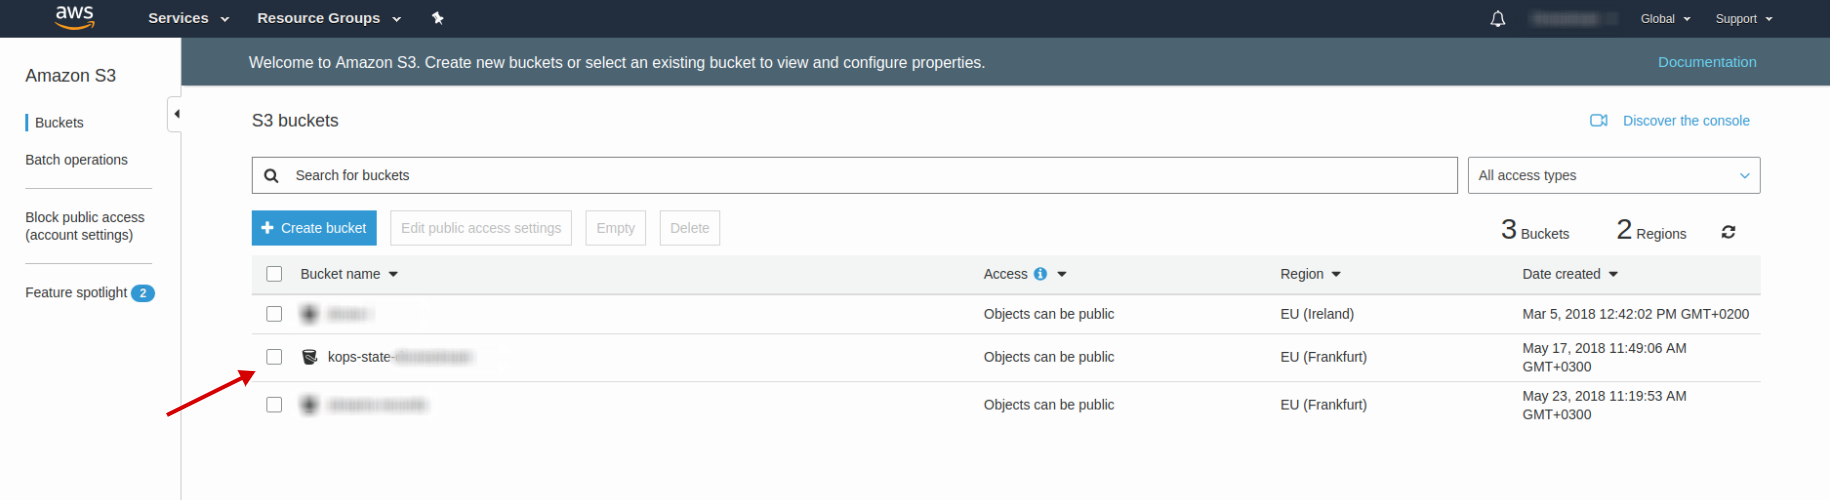 aws Services Resource Groups Global Support
Amazon S3
Buckets
Batch operations
Block public access
(account settings)
Feature spotlight 2
Welcome to Amazon S3. Create new buckets or select an existing bucket to view and configure properties. Documentation
S3 buckets Discover the console
Search for buckets All access types
Create bucket Edit public access settings Empty Delete 3 Buckets 2 Regions
Bucket name Access Region Date created
Objects can be public EU (Ireland) Mar 5, 2018 12:42:02 PM GMT+0200
kops-state- Objects can be public EU (Frankfurt) May 17, 2018 11:49:06 AM
GMT+0300
Objects can be public EU (Frankfurt) May 23, 2018 11:19:53 AM
GMT+0300